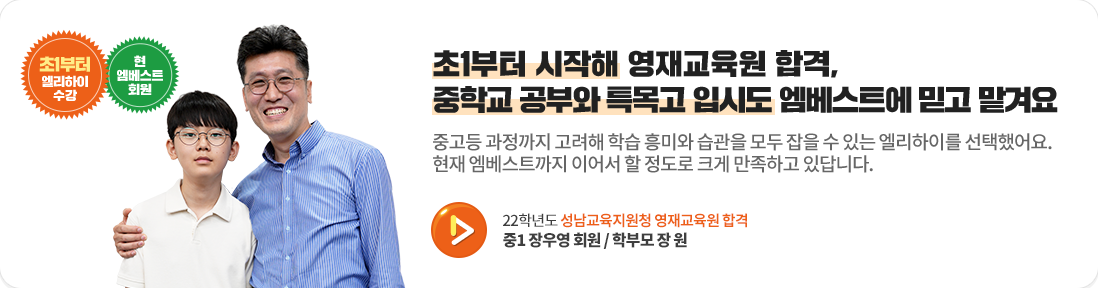 초1부터
엘리하이
수강
현
엠베스트
회원
초1부터 시작해 영재교육원 합격,
중학교 공부와 특목고 입시도 엠베스트에 믿고 맡겨요
중고등 과정까지 고려해 학습 흥미와 습관을 모두 잡을 수 있는 엘리하이를 선택했어요.
현재 엠베스트까지 이어서 할 정도로 크게 만족하고 있답니다.
22학년도 성남교육지원청 영재교육원 합격
중1 장우영 회원 / 학부모 장 원